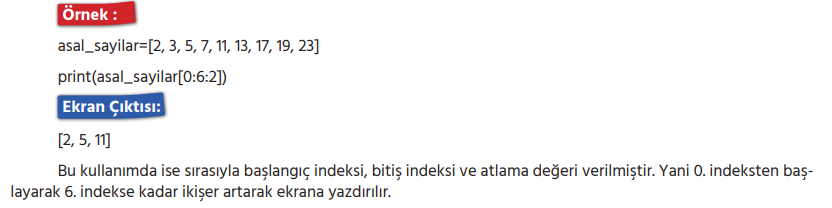 Örnek :
asal_sayilar=[2, 3, 5, 7, 11, 13, 17, 19, 23]
print(asal_sayilar[0:6:2])
Ekran Çıktısı:
[2, 5, 11]
Bu kullanımda ise sırasıyla başlangıç indeksi, bitiş indeksi ve atlama değeri verilmiştir. Yani 0. indeksten baş-
layarak 6. indekse kadar ikişer artarak ekrana yazdırılır.